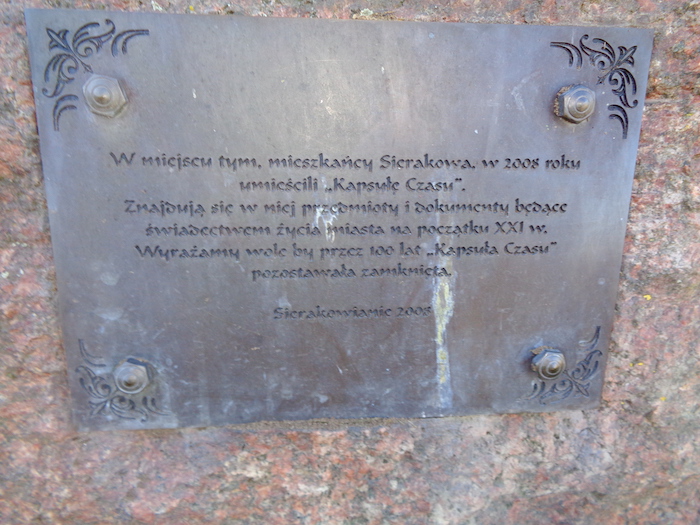 W miejscu tym, mieszkańcy Sierakowa, w 2008 roku
umieścili „Kapsułę Czasu”.
Znajdują się w niej przedmioty i dokumenty będące
świadectwem życia miasta na początku XXI w.
Wyrażamy wolę by przez 100 lat „Kapsuła Czasu”
pozostawała zamknięta.
Sierakowianie 2008